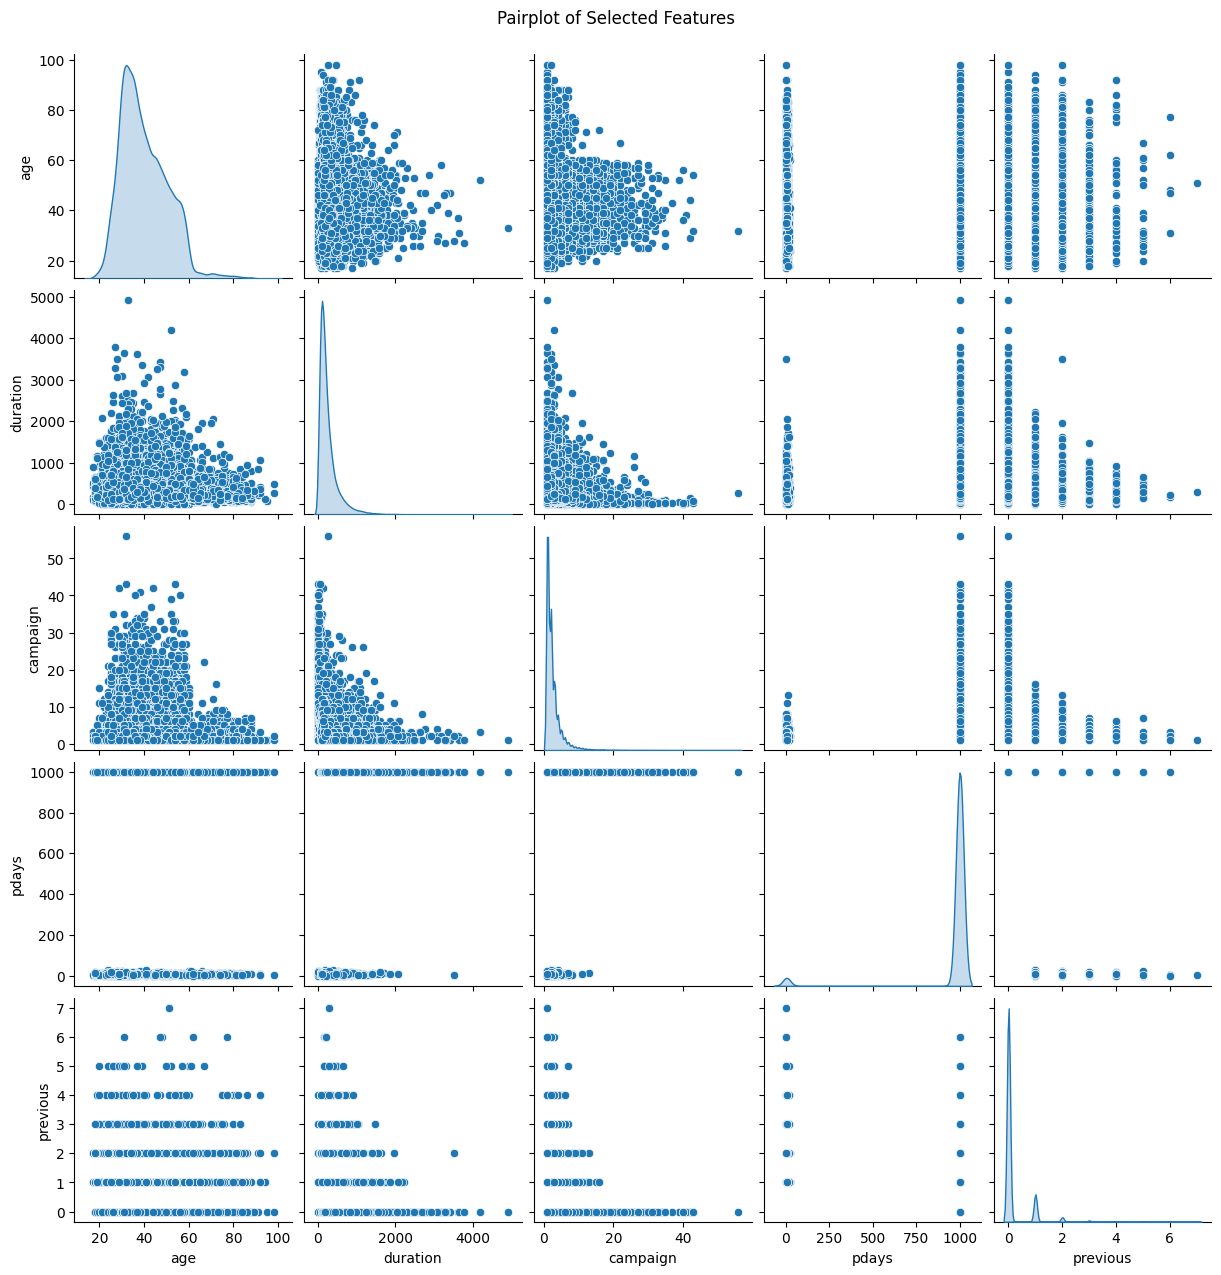 Pairplot of Selected Features
100
80
60
40
20
age
5000
4000
3000
2000
1000
0
duration
50
40
30
20
10
0
campaign
1000
800
600
400
200
0
pdays
7
6
5
4
3
2
1
0
previous
20 40 60 80 100
0 2000 4000
0 20 40
0 250 500 750 1000
0 2 4 6
age duration campaign pdays previous